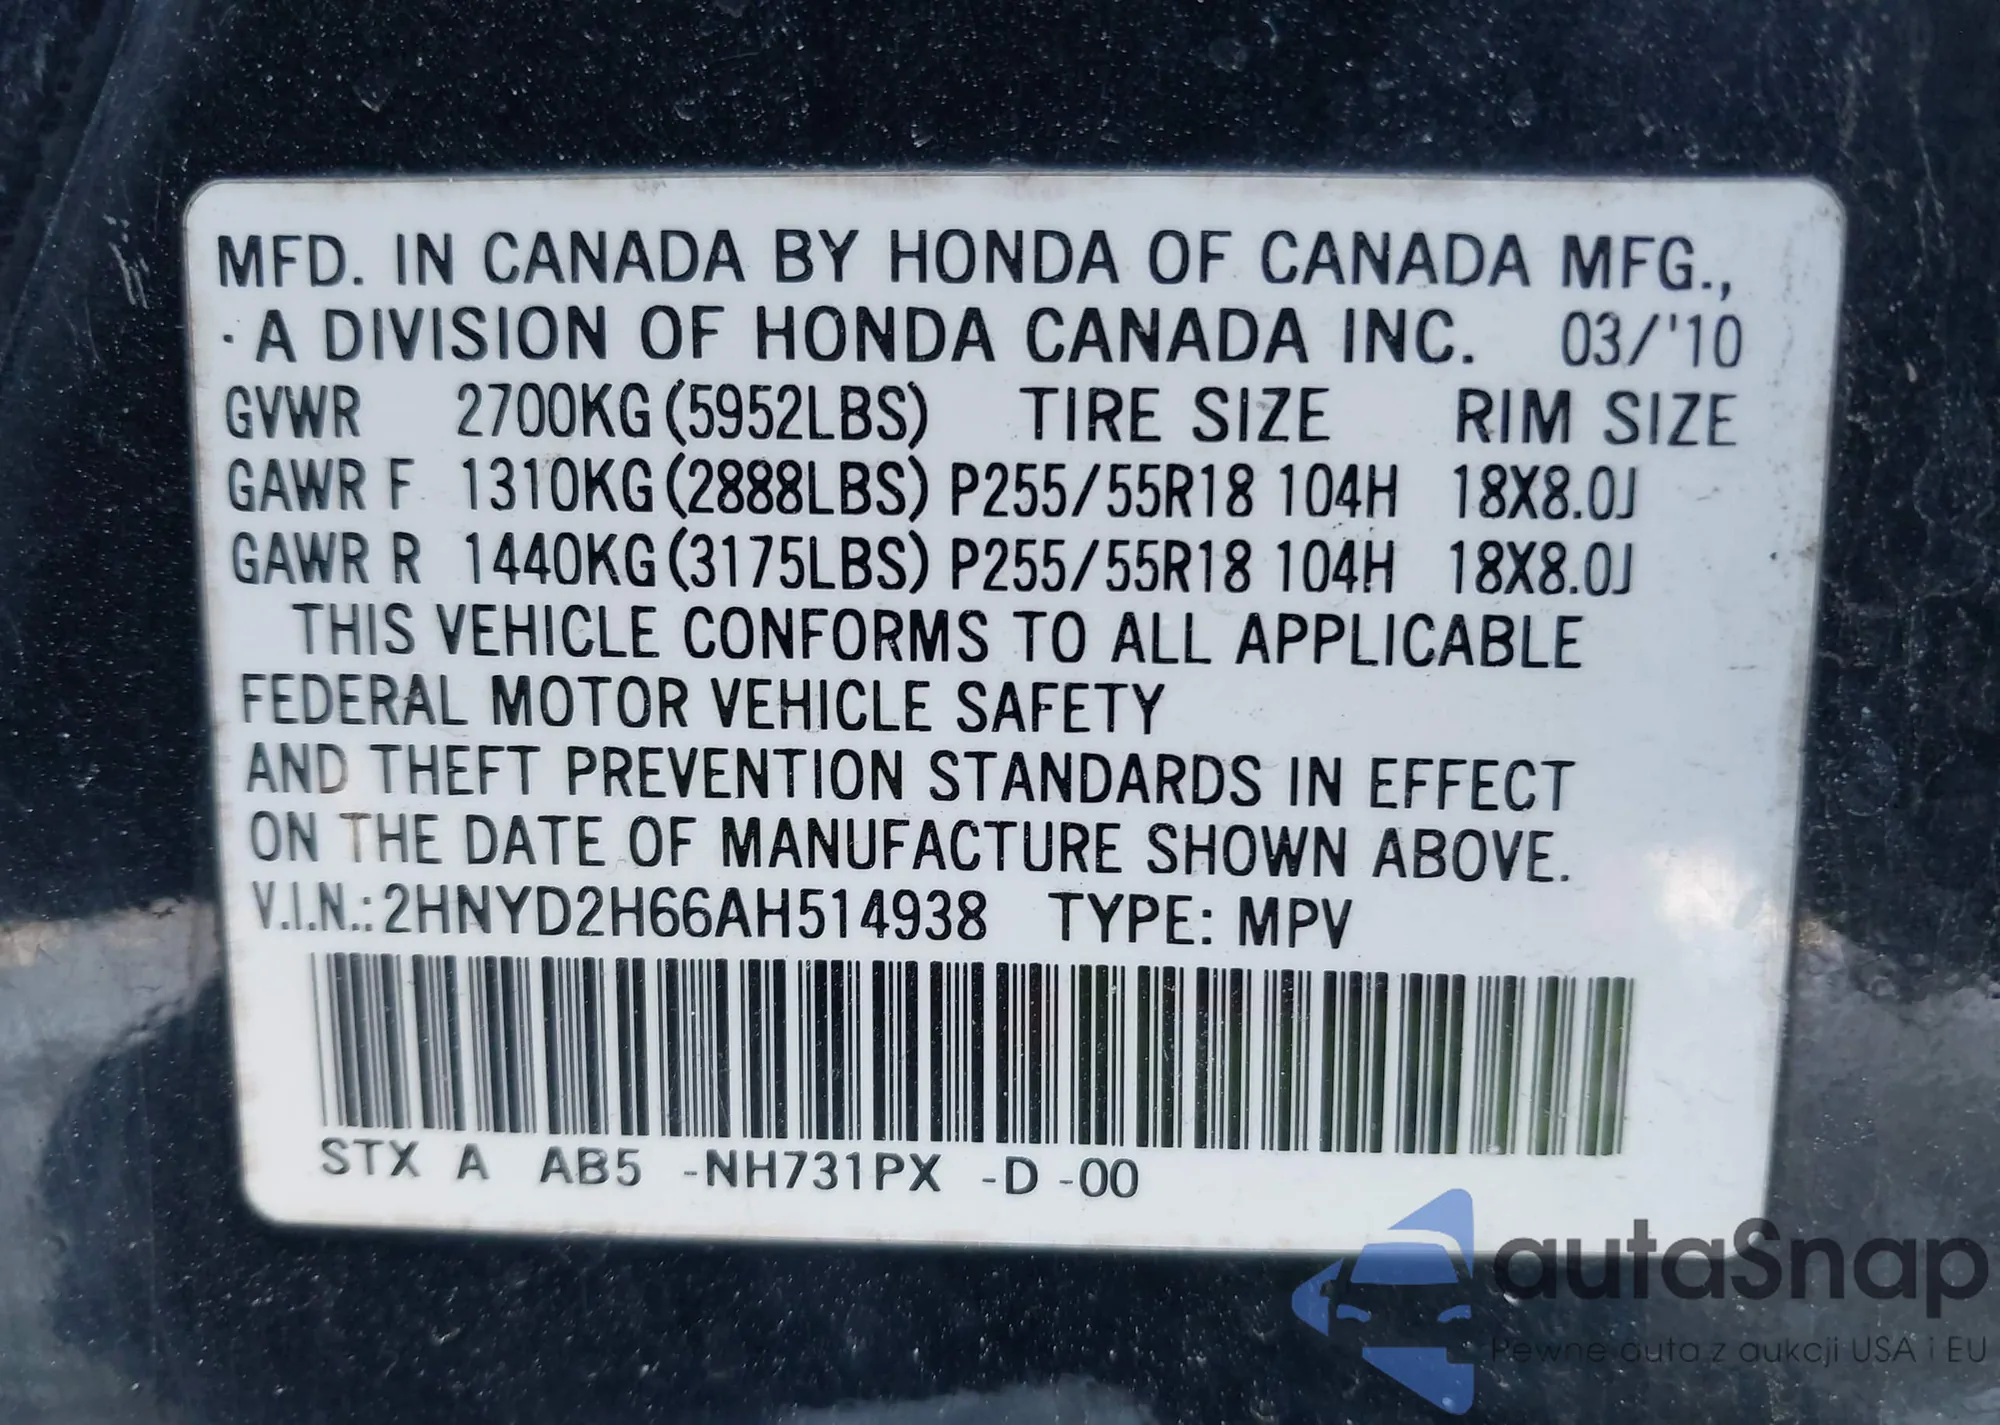 MFD. IN CANADA BY HONDA OF CANADA MFG.,
· A DIVISION OF HONDA CANADA INC. 03/'10
GVWR 2700KG (5952LBS) TIRE SIZE RIM SIZE
GAWR F 1310KG (2888LBS) P255/55R18 104H 18X8.0J
GAWR R 1440KG (3175LBS) P255/55R18 104H 18X8.0J
THIS VEHICLE CONFORMS TO ALL APPLICABLE
FEDERAL MOTOR VEHICLE SAFETY
AND THEFT PREVENTION STANDARDS IN EFFECT
ON THE DATE OF MANUFACTURE SHOWN ABOVE.
V.I.N.: 2HNYD2H66AH514938 TYPE: MPV
STX A AB5 -NH731PX -D -00
autaSnap
Pewne auta z aukcji USA i EU